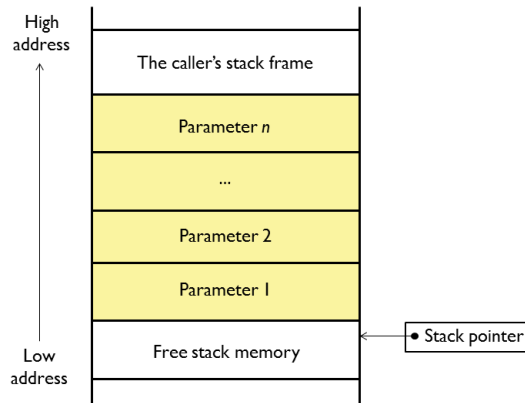 High
address
The caller's stack frame
Parameter n
...
Parameter 2
Parameter 1
Stack pointer
Free stack memory
Low
address